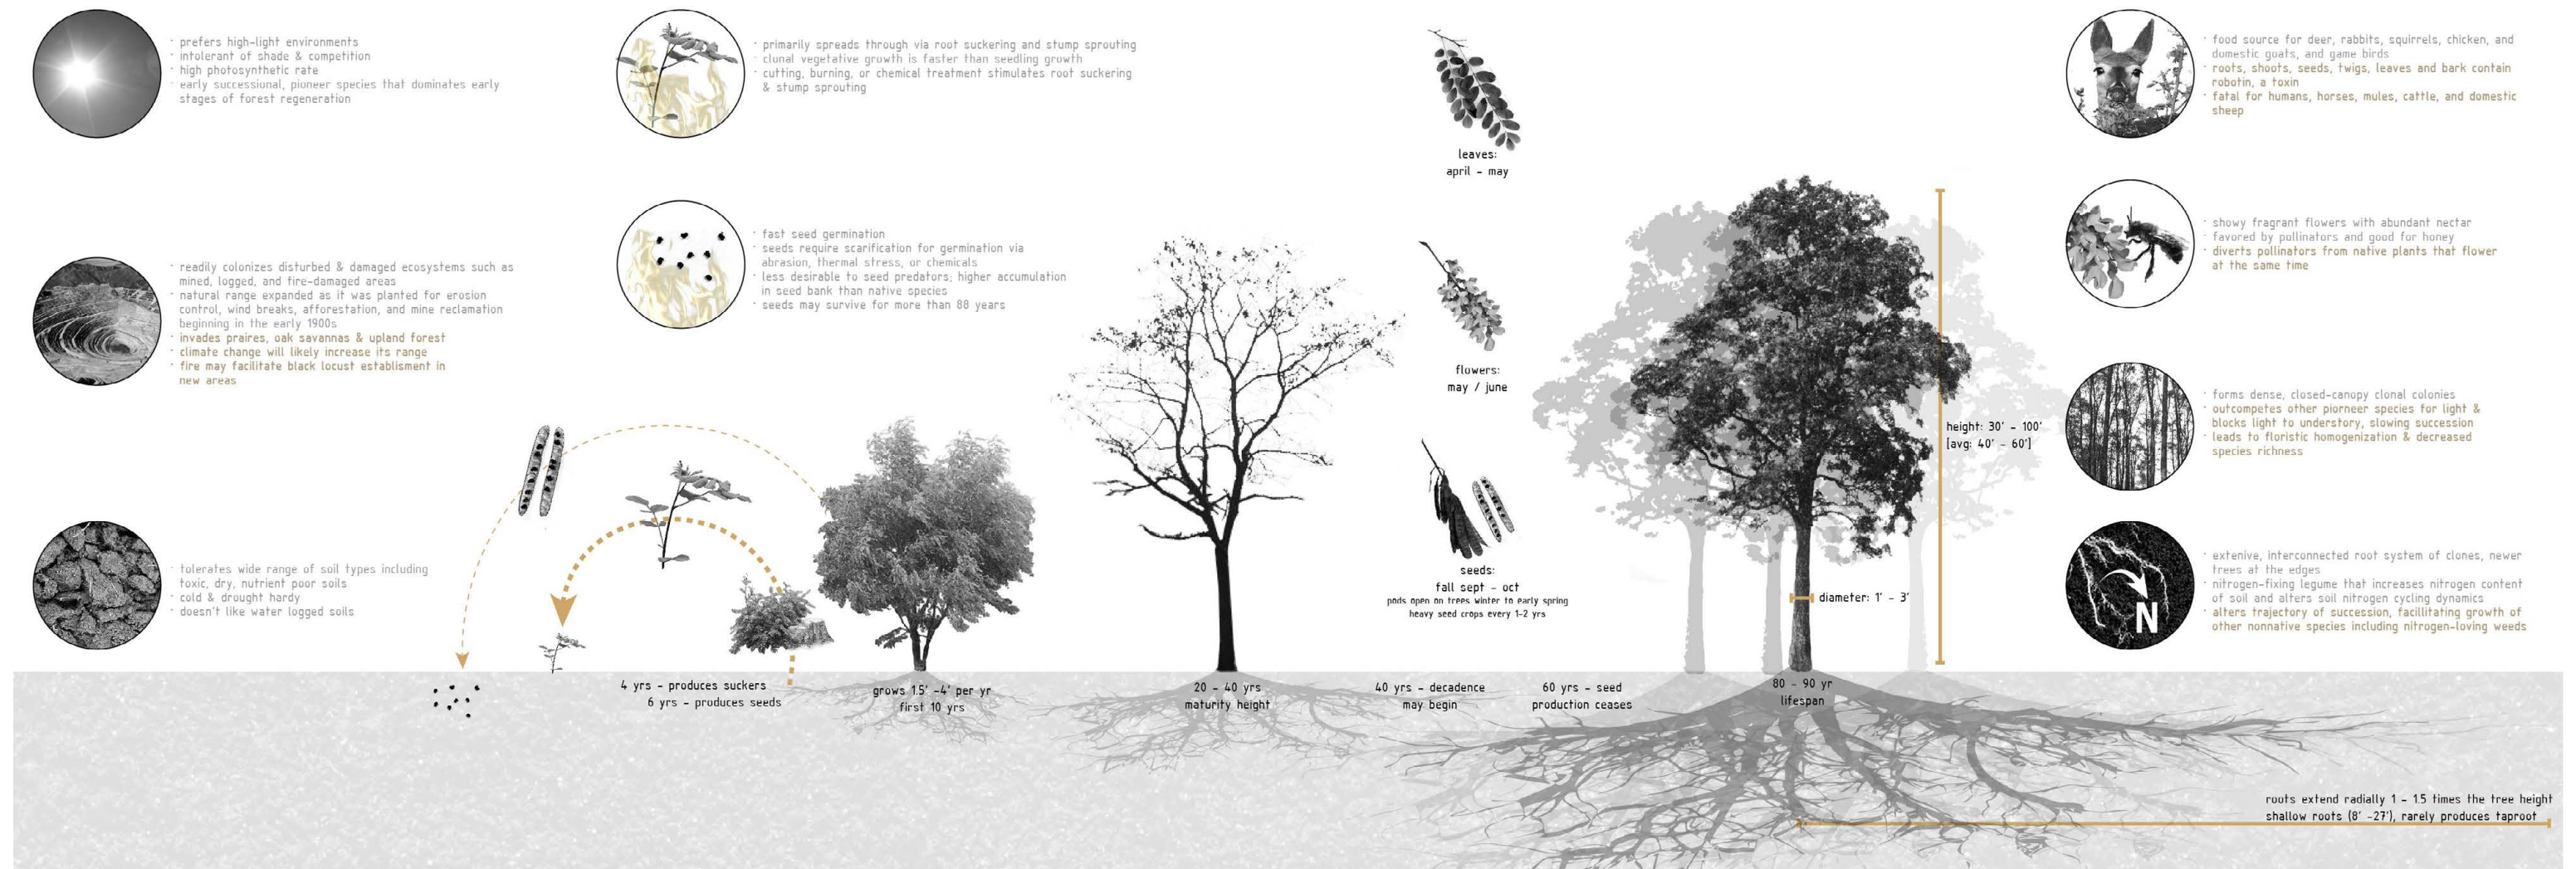 · prefers high-light environments
· intolerant of shade & competition
· high photosynthetic rate
· early successional, pioneer species that dominates early
stages of forest regeneration
· readily colonizes disturbed & damaged ecosystems such as
mined, logged, and fire-damaged areas
· natural range expanded as it was planted for erosion
control, wind breaks, afforestation, and mine reclamation
beginning in the early 1900s
· invades praires, oak savannas & upland forest
· climate change will likely increase its range
· fire may facilitate black locust establisment in
new areas
· tolerates wide range of soil types including
toxic, dry, nutrient poor soils
· cold & drought hardy
· doesn't like water logged soils
· primarily spreads through via root suckering and stump sprouting
· clonal vegetative growth is faster than seedling growth
· cutting, burning, or chemical treatment stimulates root suckering
& stump sprouting
· fast seed germination
· seeds require scarification for germination via
abrasion, thermal stress, or chemicals
· less desirable to seed predators; higher accumulation
in seed bank than native species
· seeds may survive for more than 88 years
leaves:
april - may
flowers:
may / june
seeds:
fall sept - oct
pods open on trees winter to early spring
heavy seed crops every 1-2 yrs
height: 30' - 100'
[avg: 40' - 60']
diameter: 1' - 3'
· food source for deer, rabbits, squirrels, chicken, and
domestic goats, and game birds
· roots, shoots, seeds, twigs, leaves and bark contain
robotin, a toxin
· fatal for humans, horses, mules, cattle, and domestic
sheep
· showy fragrant flowers with abundant nectar
· favored by pollinators and good for honey
· diverts pollinators from native plants that flower
at the same time
· forms dense, closed-canopy clonal colonies
· outcompetes other piorneer species for light &
blocks light to understory, slowing succession
· leads to floristic homogenization & decreased
species richness
N
· extenive, interconnected root system of clones, newer
trees at the edges
· nitrogen-fixing legume that increases nitrogen content
of soil and alters soil nitrogen cycling dynamics
· alters trajectory of succession, facillitating growth of
other nonnative species including nitrogen-loving weeds
4 yrs - produces suckers
6 yrs - produces seeds
grows 1.5' -4' per yr
first 10 yrs
20 - 40 yrs
maturity height
40 yrs - decadence
may begin
60 yrs - seed
production ceases
80 - 90 yr
lifespan
roots extend radially 1 - 1.5 times the tree height
shallow roots (8' -27'), rarely produces taproot